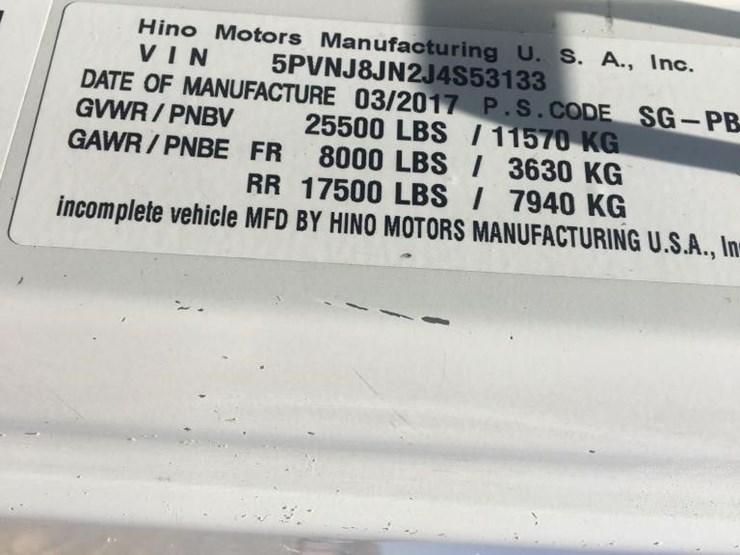 Hino Motors Manufacturing U. S. A., Inc.
VIN 5PVNJ8JN2J4S53133
DATE OF MANUFACTURE 03/2017 P.S.CODE SG-PB
GVWR / PNBV 25500 LBS / 11570 KG
GAWR / PNBE FR 8000 LBS / 3630 KG
RR 17500 LBS / 7940 KG
incomplete vehicle MFD BY HINO MOTORS MANUFACTURING U.S.A., In